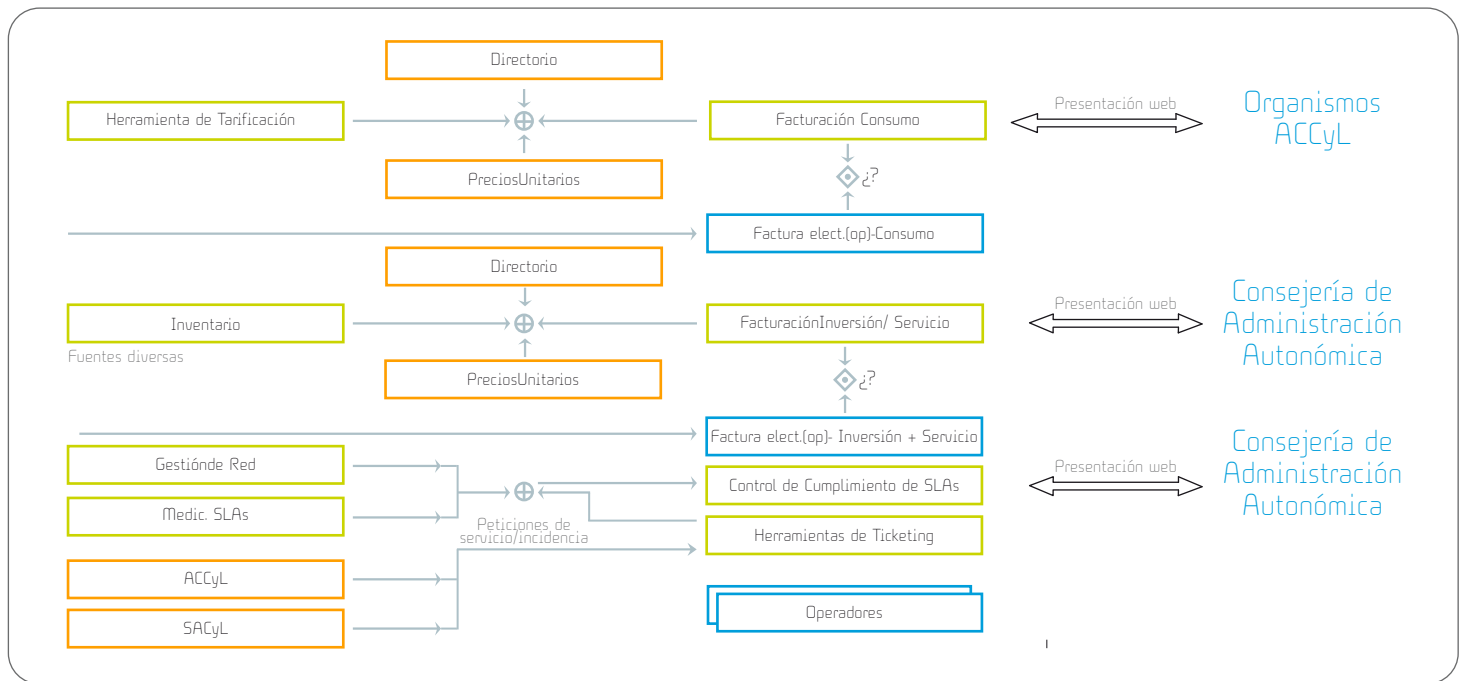 Directorio
Herramienta de Tarificación
Facturación Consumo
Presentación web
Organismos
ACCyL
PreciosUnitarios
¿?
Factura elect.(op)-Consumo
Directorio
Inventario
Fuentes diversas
FacturaciónInversión/ Servicio
Presentación web
Consejería de
Administración
Autonómica
PreciosUnitarios
¿?
Factura elect.(op)- Inversión + Servicio
Gestiónde Red
Medic. SLAs
Peticiones de
servicio/incidencia
Control de Cumplimiento de SLAs
Herramientas de Ticketing
Presentación web
Consejería de
Administración
Autonómica
ACCyL
SACyL
Operadores